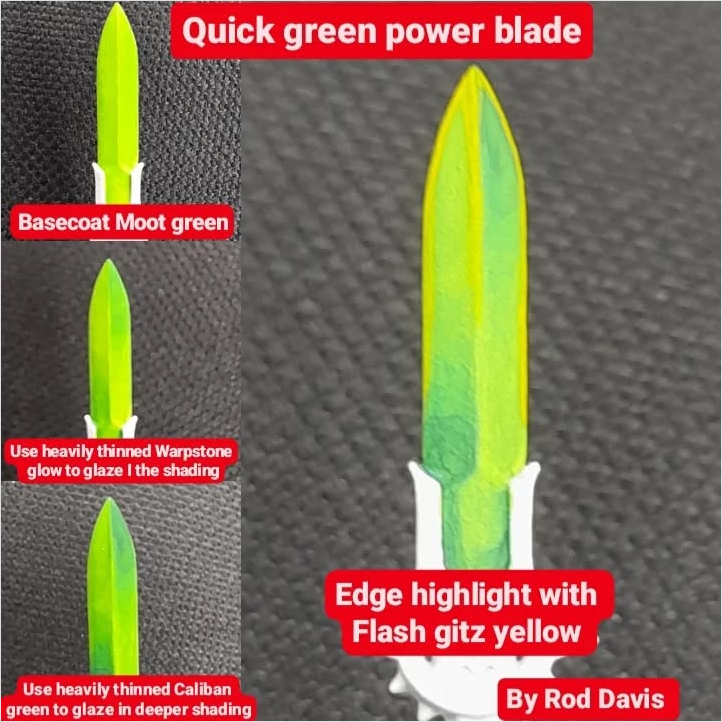 Quick green power blade
Basecoat Moot green
Use heavily thinned Warpstone
glow to glaze I the shading
Use heavily thinned Caliban
green to glaze in deeper shading
Edge highlight with
Flash gitz yellow
By Rod Davis